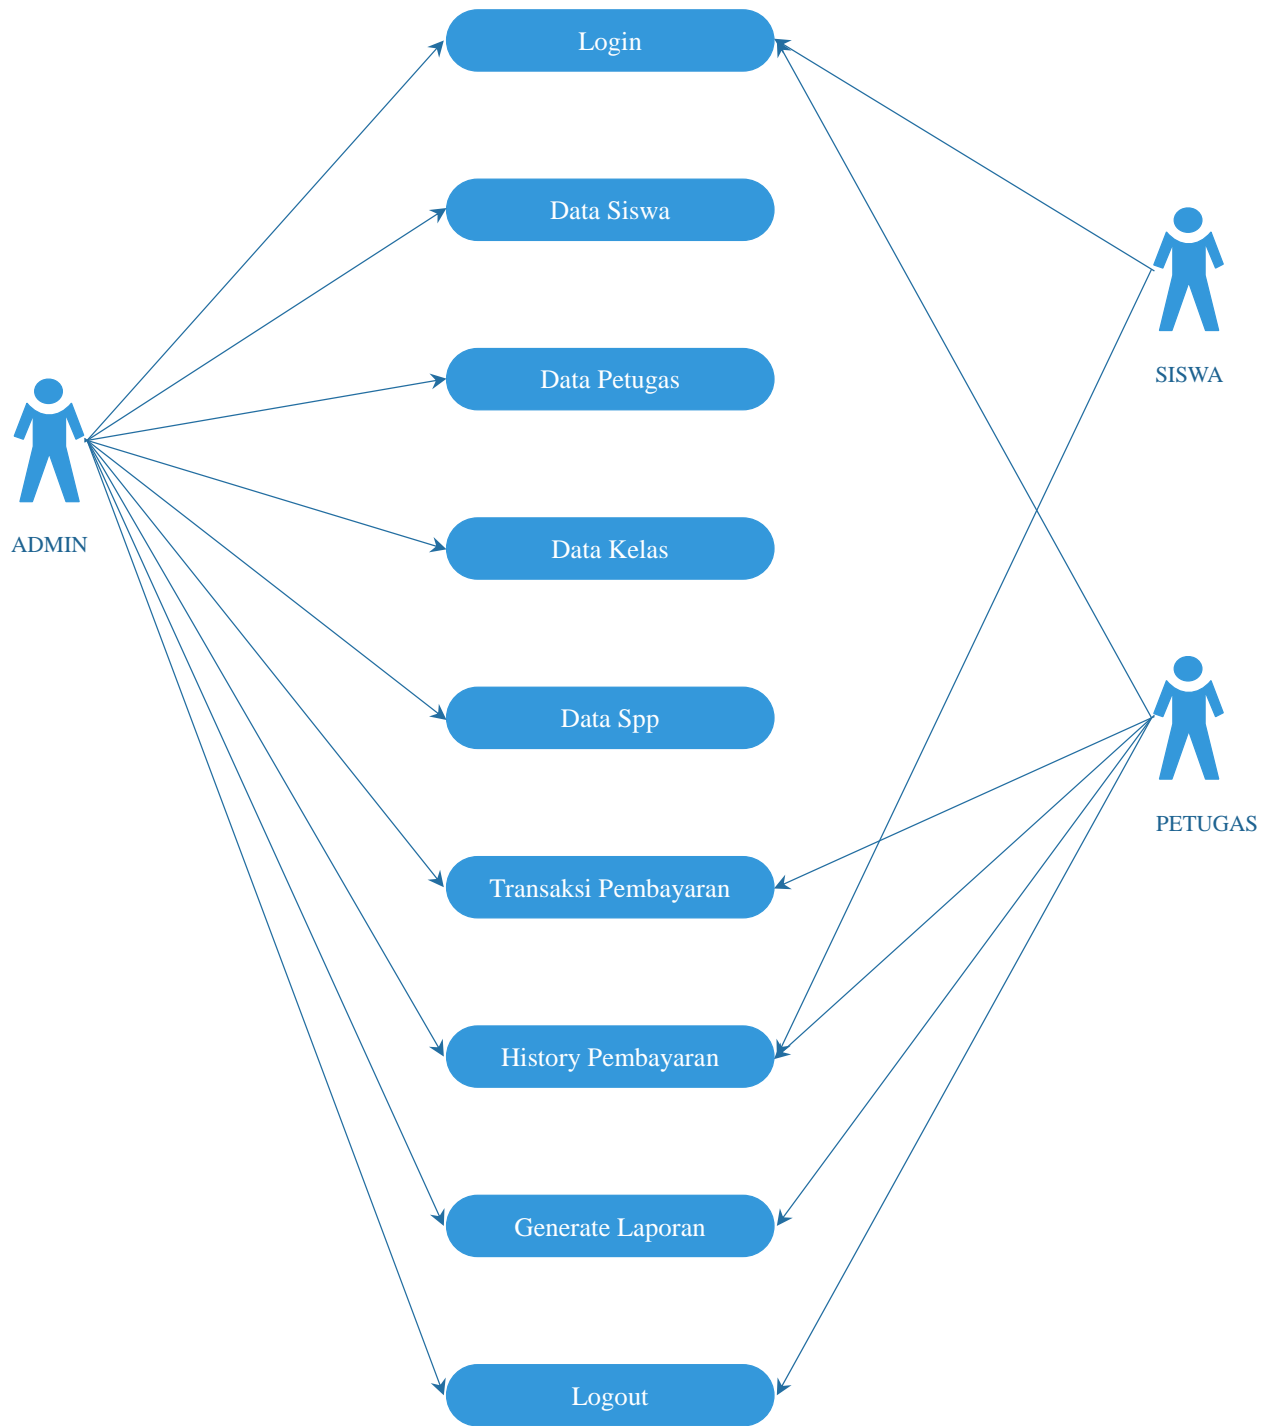 Login
Data Siswa
SISWA
Data Petugas
ADMIN
Data Kelas
Data Spp
PETUGAS
Transaksi Pembayaran
History Pembayaran
Generate Laporan
Logout